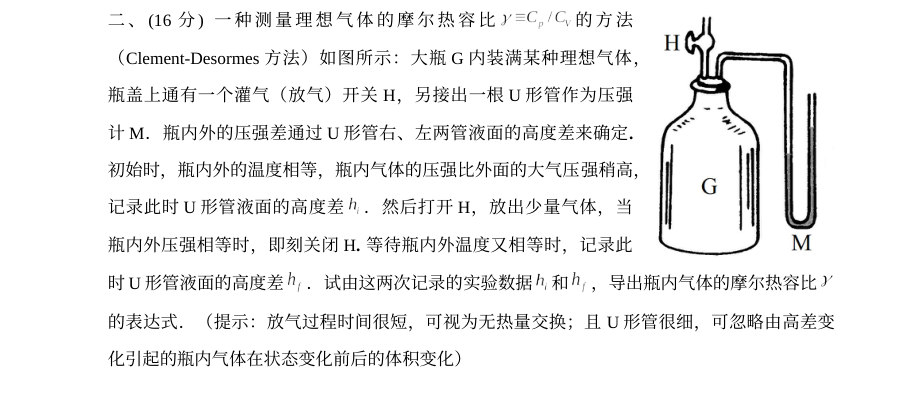 二、(16 分) 一种测量理想气体的摩尔热容比 γ≡C_p/C_V 的方法
（Clement-Desormes 方法）如图所示：大瓶 G 内装满某种理想气体，
瓶盖上通有一个灌气（放气）开关 H，另接出一根 U 形管作为压强
计 M．瓶内外的压强差通过 U 形管右、左两管液面的高度差来确定.
初始时，瓶内外的温度相等，瓶内气体的压强比外面的大气压强稍高，
记录此时 U 形管液面的高度差 h_i．然后打开 H，放出少量气体，当
瓶内外压强相等时，即刻关闭 H. 等待瓶内外温度又相等时，记录此
时 U 形管液面的高度差 h_f．试由这两次记录的实验数据 h_i 和 h_f，导出瓶内气体的摩尔热容比 γ
的表达式．（提示：放气过程时间很短，可视为无热量交换；且 U 形管很细，可忽略由高差变
化引起的瓶内气体在状态变化前后的体积变化）
H
G
M